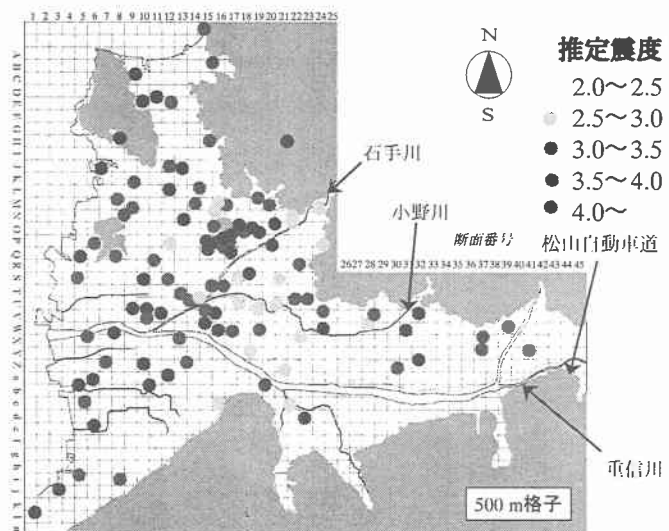 1 2 3 4 5 6 7 8 9 10 11 12 13 14 15 16 17 18 19 20 21 22 23 24 25
N
S
推定震度
2.0～2.5
2.5～3.0
3.0～3.5
3.5～4.0
4.0～
石手川
小野川
断面番号
松山自動車道
2627 28 29 30 31 32 33 34 35 36 37 38 39 40 41 42 43 44 45
重信川
500 m格子
A B C D E F G H I J K L M N O P Q R S T U V W X Y Z a b c d e f g h i j k l m